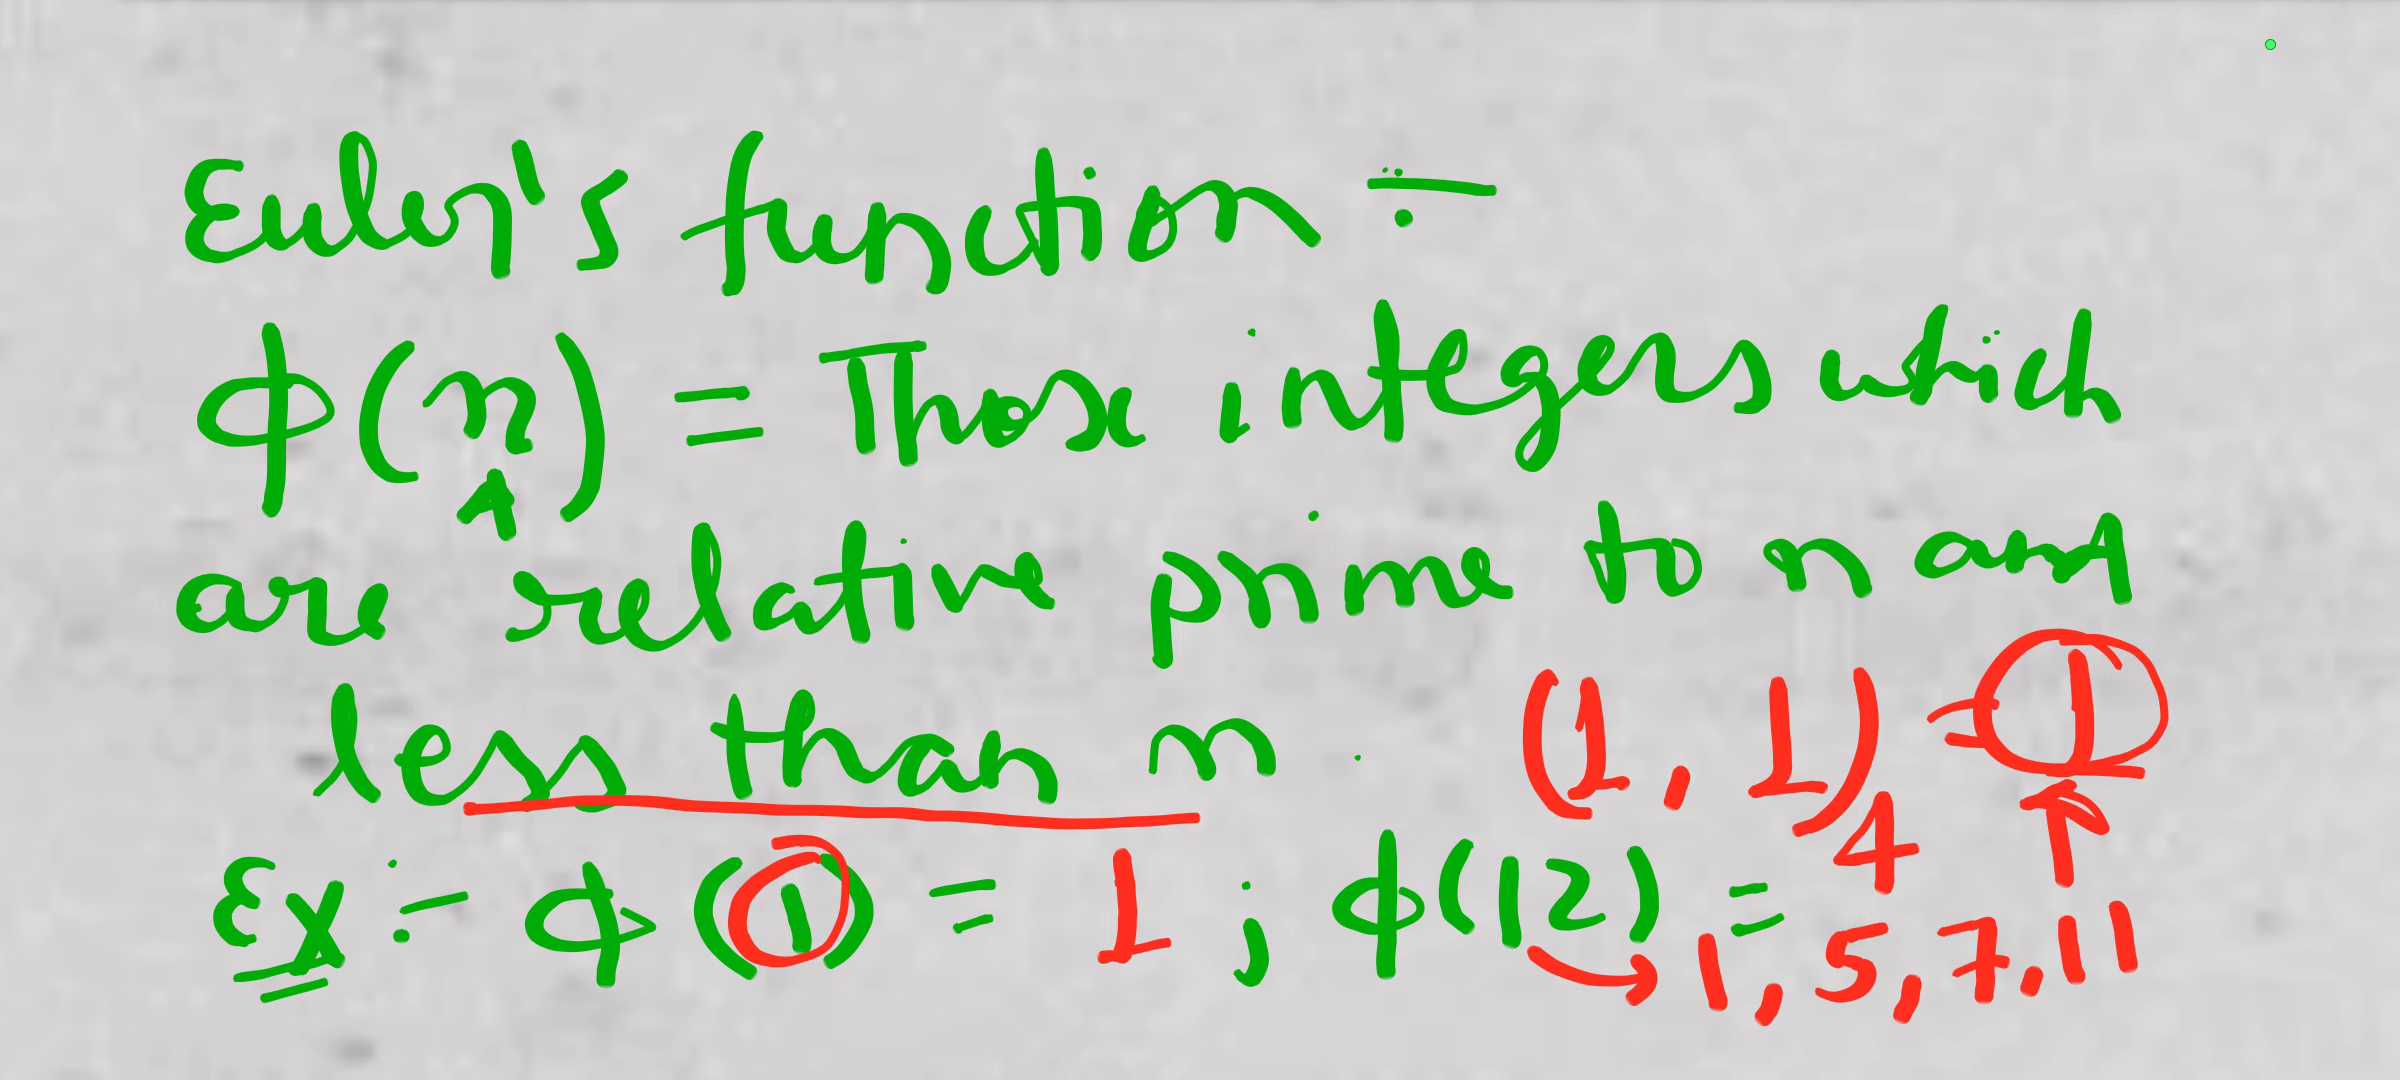 Euler's function :-
ϕ(n) = Those integers which
are relative prime to n and
less than n. (1, 1) = 1
Ex :- ϕ(1) = 1 ; ϕ(12) = 4
1, 5, 7, 11